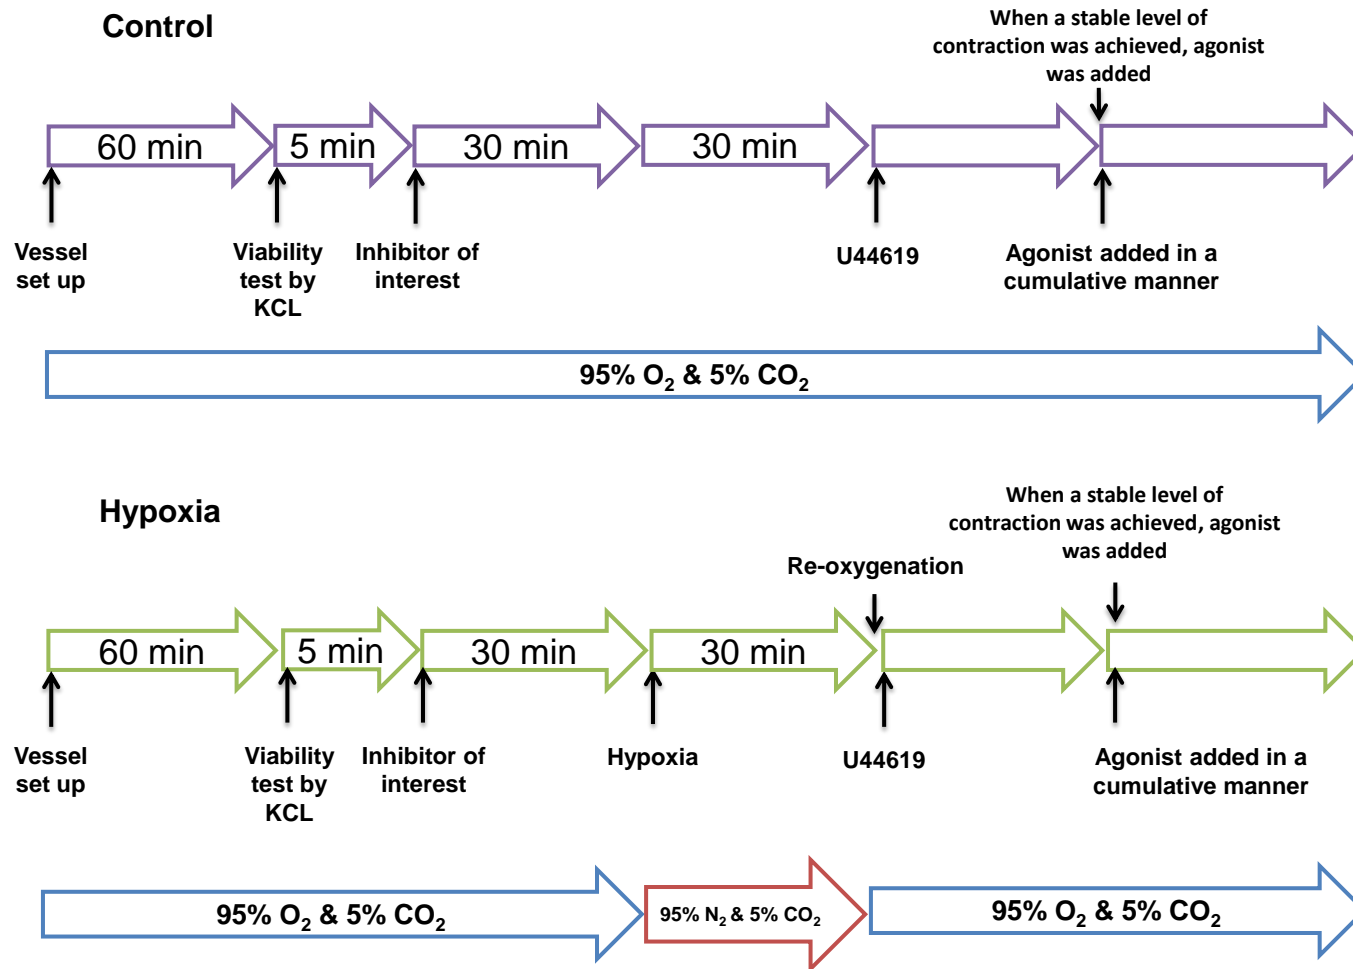 Control
When a stable level of
contraction was achieved, agonist
was added
60 min
5 min
30 min
30 min
Vessel
set up
Viability
test by
KCL
Inhibitor of
interest
U44619
Agonist added in a
cumulative manner
95% O₂ & 5% CO₂
Hypoxia
When a stable level of
contraction was achieved, agonist
was added
Re-oxygenation
60 min
5 min
30 min
30 min
Vessel
set up
Viability
test by
KCL
Inhibitor of
interest
Hypoxia
U44619
Agonist added in a
cumulative manner
95% O₂ & 5% CO₂
95% N₂ & 5% CO₂
95% O₂ & 5% CO₂